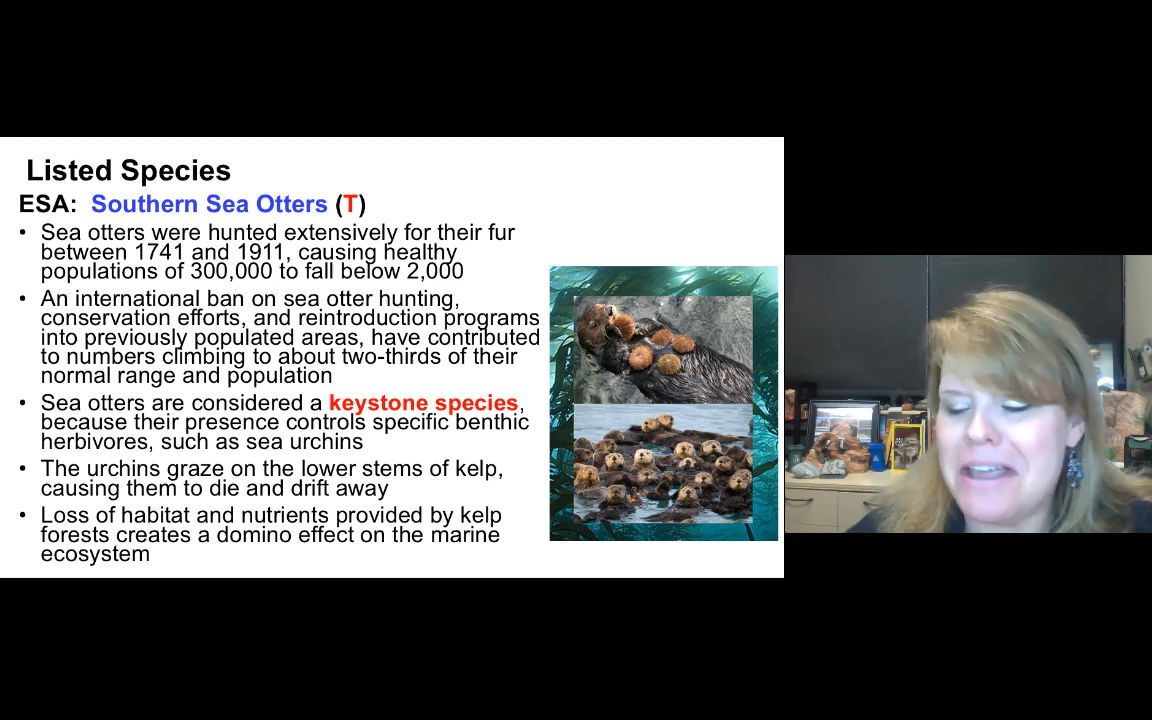 Listed Species
ESA: Southern Sea Otters (T)
• Sea otters were hunted extensively for their fur
between 1741 and 1911, causing healthy
populations of 300,000 to fall below 2,000
• An international ban on sea otter hunting,
conservation efforts, and reintroduction programs
into previously populated areas, have contributed
to numbers climbing to about two-thirds of their
normal range and population
• Sea otters are considered a keystone species,
because their presence controls specific benthic
herbivores, such as sea urchins
• The urchins graze on the lower stems of kelp,
causing them to die and drift away
• Loss of habitat and nutrients provided by kelp
forests creates a domino effect on the marine
ecosystem